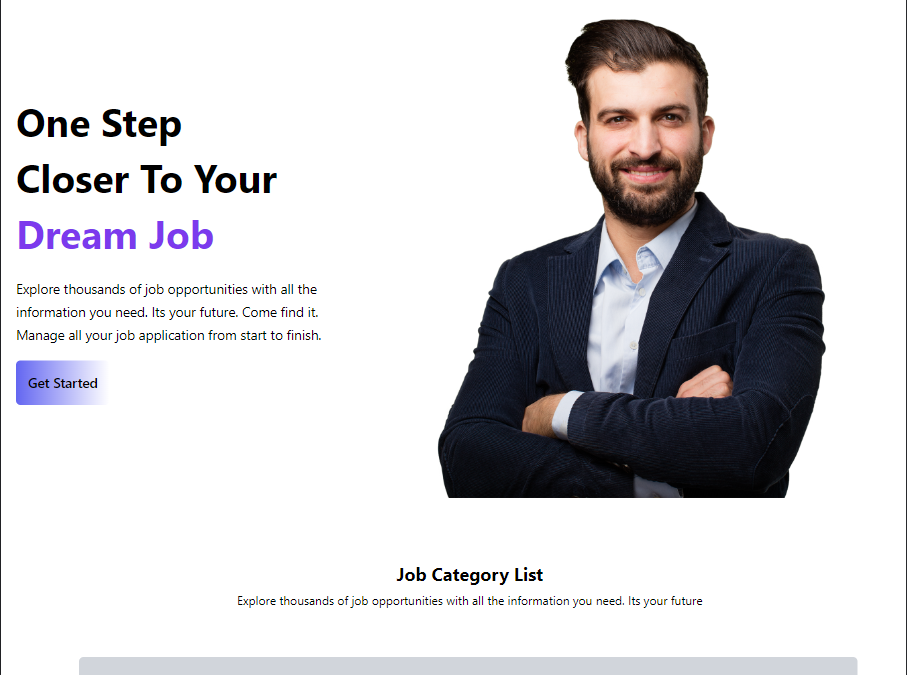 One Step
Closer To Your
Dream Job
Explore thousands of job opportunities with all the
information you need. Its your future. Come find it.
Manage all your job application from start to finish.
Get Started
Job Category List
Explore thousands of job opportunities with all the information you need. Its your future